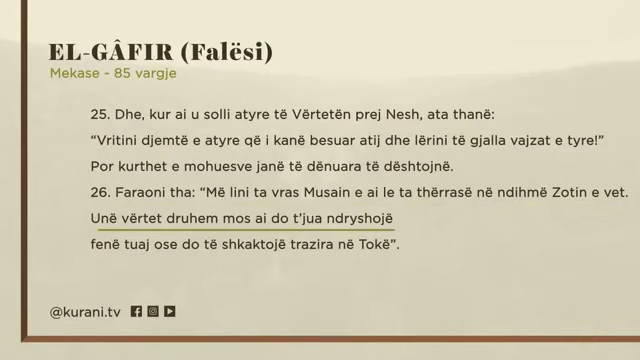 EL-GÂFIR (Falësi)
Mekase - 85 vargje
25. Dhe, kur ai u solli atyre të Vërtetën prej Nesh, ata thanë:
“Vritini djemtë e atyre që i kanë besuar atij dhe lërini të gjalla vajzat e tyre!”
Por kurthet e mohuesve janë të dënuara të dështojnë.
26. Faraoni tha: “Më lini ta vras Musain e ai le ta thërrasë në ndihmë Zotin e vet.
Unë vërtet druhem mos ai do t’jua ndryshojë
fenë tuaj ose do të shkaktojë trazira në Tokë”.
@kurani.tv